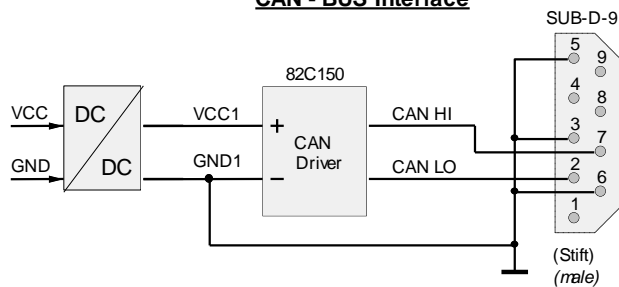 CAN - BUS Interface
SUB-D-9
82C150
VCC
DC
VCC1
+
CAN HI
CAN
Driver
GND
DC
GND1
−
CAN LO
5
9
4
8
3
7
2
6
1
(Stift)
(male)